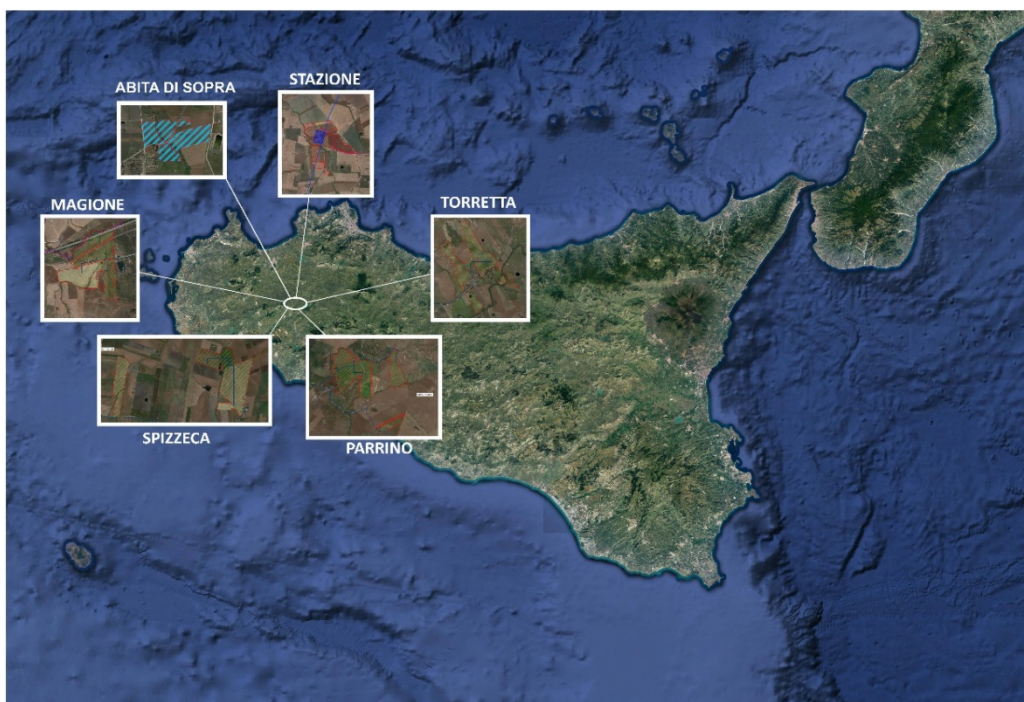 STAZIONE
ABITA DI SOPRA
MAGIONE
TORRETTA
SPIZZECA
PARRINO